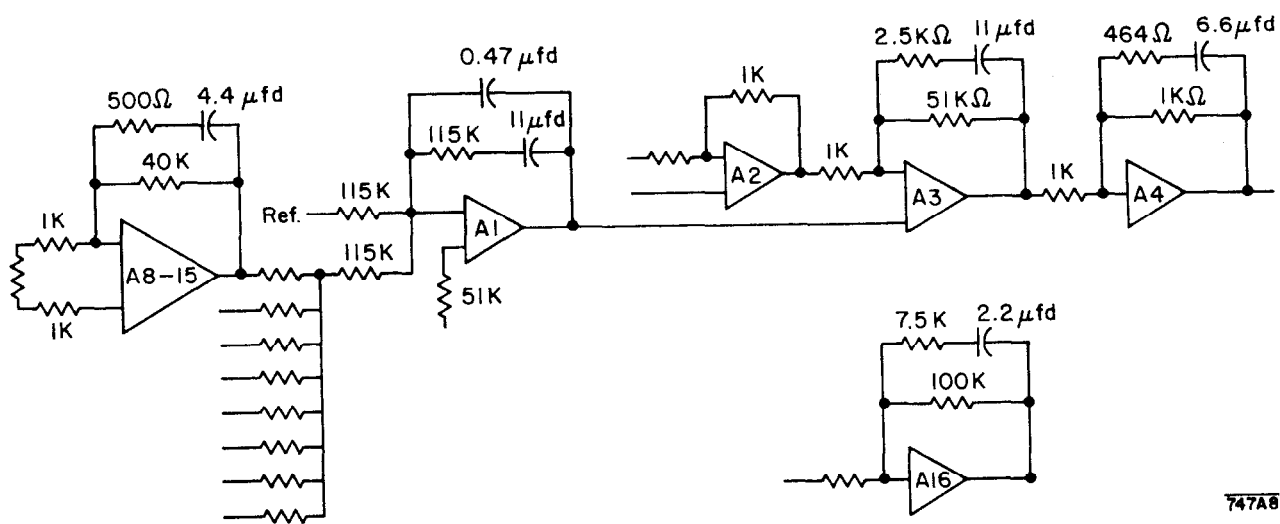 500Ω 4.4 μfd
40K
1K
A8-15
1K
0.47 μfd
115K 11 μfd
115K
Ref.
A1
115K
51K
1K
A2
1K
2.5KΩ 11 μfd
51KΩ
A3
1K
464Ω 6.6 μfd
1KΩ
A4
7.5K 2.2 μfd
100K
A16
747A8